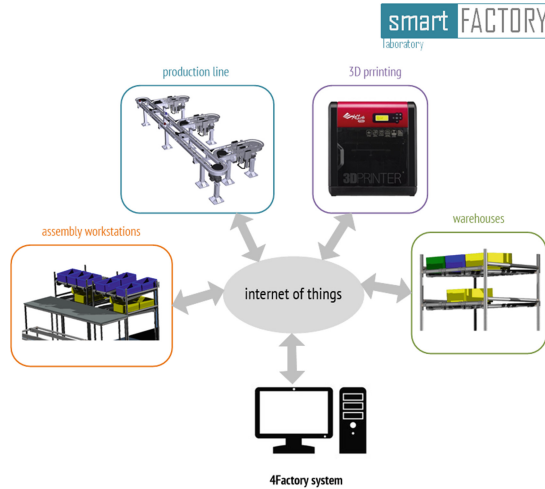 smart FACTORY
laboratory
production line
3D prrinting
assembly workstations
warehouses
3DPRINTER
internet of things
4Factory system